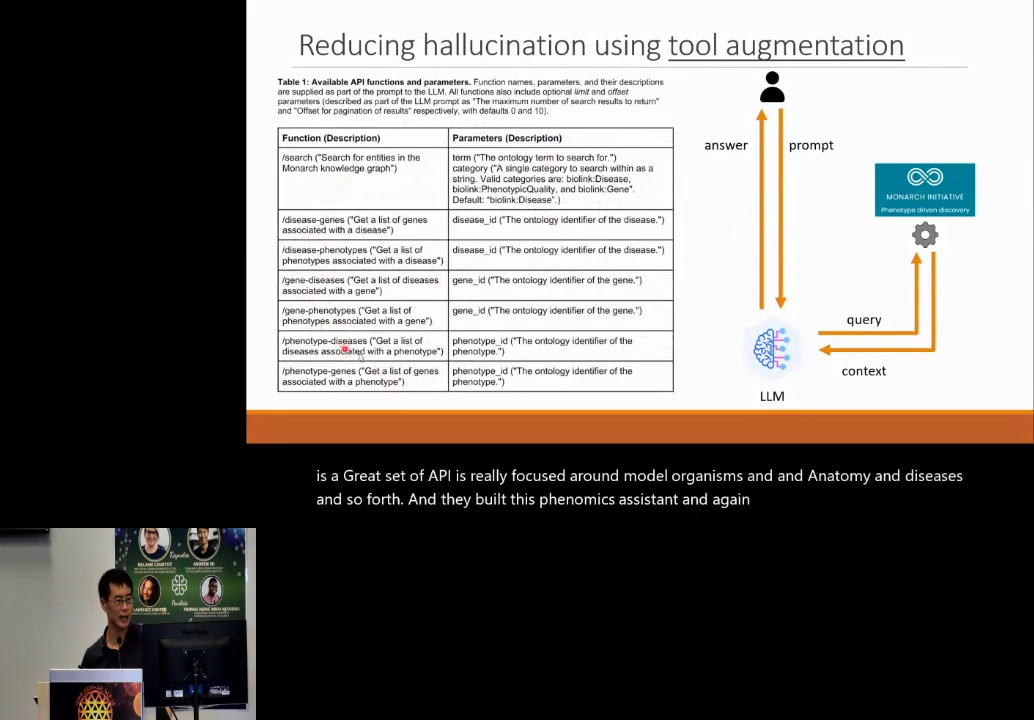 Reducing hallucination using tool augmentation
Table 1: Available API functions and parameters. Function names, parameters, and their descriptions
are supplied as part of the prompt to the LLM. All functions also include optional limit and offset
parameters (described as part of the LLM prompt as "The maximum number of search results to return"
and "Offset for pagination of results" respectively, with defaults 0 and 10).
Function (Description)
Parameters (Description)
/search ("Search for entities in the
Monarch knowledge graph")
term ("The ontology term to search for.")
category ("A single category to search within as a
string. Valid categories are: biolink:Disease,
biolink:PhenotypicQuality, and biolink:Gene".
Default: "biolink:Disease".)
/disease-genes ("Get a list of genes
associated with a disease")
disease_id ("The ontology identifier of the disease.")
/disease-phenotypes ("Get a list of
phenotypes associated with a disease")
disease_id ("The ontology identifier of the disease.")
/gene-diseases ("Get a list of diseases
associated with a gene")
gene_id ("The ontology identifier of the gene.")
/gene-phenotypes ("Get a list of
phenotypes associated with a gene")
gene_id ("The ontology identifier of the gene.")
/phenotype-diseases ("Get a list of
diseases associated with a phenotype")
phenotype_id ("The ontology identifier of the
phenotype.")
/phenotype-genes ("Get a list of genes
associated with a phenotype")
phenotype_id ("The ontology identifier of the
phenotype.")
answer
prompt
MONARCH INITIATIVE
Phenotype driven discovery
query
context
LLM
is a Great set of API is really focused around model organisms and and Anatomy and diseases
and so forth. And they built this phenomics assistant and again
Keynotes
MELANIE COURTOT
ANDREW SU
LAWRENCE HUNTER